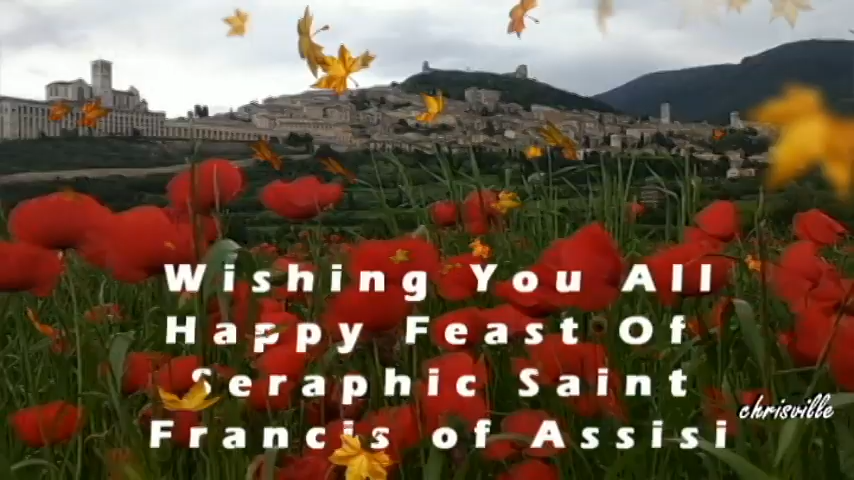 Wishing You All
Happy Feast Of
Seraphic Saint
Francis of Assisi
chrisville